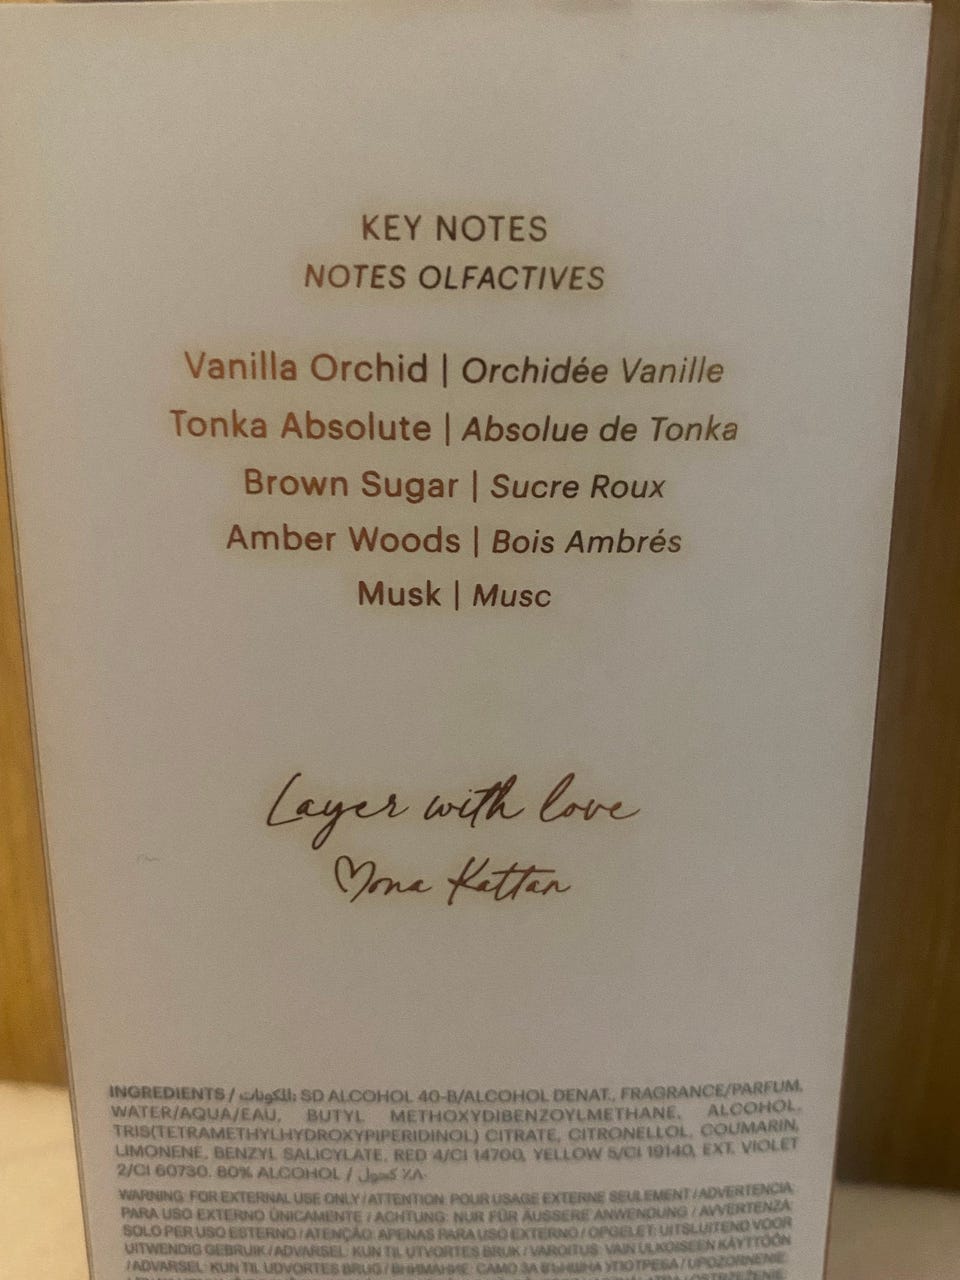 KEY NOTES
NOTES OLFACTIVES
Vanilla Orchid | Orchidée Vanille
Tonka Absolute | Absolue de Tonka
Brown Sugar | Sucre Roux
Amber Woods | Bois Ambrés
Musk | Musc
Layer with love
Mona Kattan
INGREDIENTS / المكونات: SD ALCOHOL 40-B/ALCOHOL DENAT., FRAGRANCE/PARFUM,
WATER/AQUA/EAU, BUTYL METHOXYDIBENZOYLMETHANE, ALCOHOL,
TRIS(TETRAMETHYLHYDROXYPIPERIDINOL) CITRATE, CITRONELLOL, COUMARIN,
LIMONENE, BENZYL SALICYLATE, RED 4/CI 14700, YELLOW 5/CI 19140, EXT. VIOLET
2/CI 60730. 80% ALCOHOL / كحول ٪٨٠
WARNING: FOR EXTERNAL USE ONLY / ATTENTION: POUR USAGE EXTERNE SEULEMENT / ADVERTENCIA:
PARA USO EXTERNO ÚNICAMENTE / ACHTUNG: NUR FÜR ÄUSSERE ANWENDUNG / AVVERTENZA:
SOLO PER USO ESTERNO / ATENÇÃO: APENAS PARA USO EXTERNO / OPGELET: UITSLUITEND VOOR
UITWENDIG GEBRUIK / ADVARSEL: KUN TIL UTVORTES BRUK / VAROITUS: VAIN ULKOISEEN KÄYTTÖÖN
/ ADVARSEL: KUN TIL UDVORTES BRUG / ВНИМАНИЕ: САМО ЗА ВЪНШНА УПОТРЕБА / UPOZORNENIE: